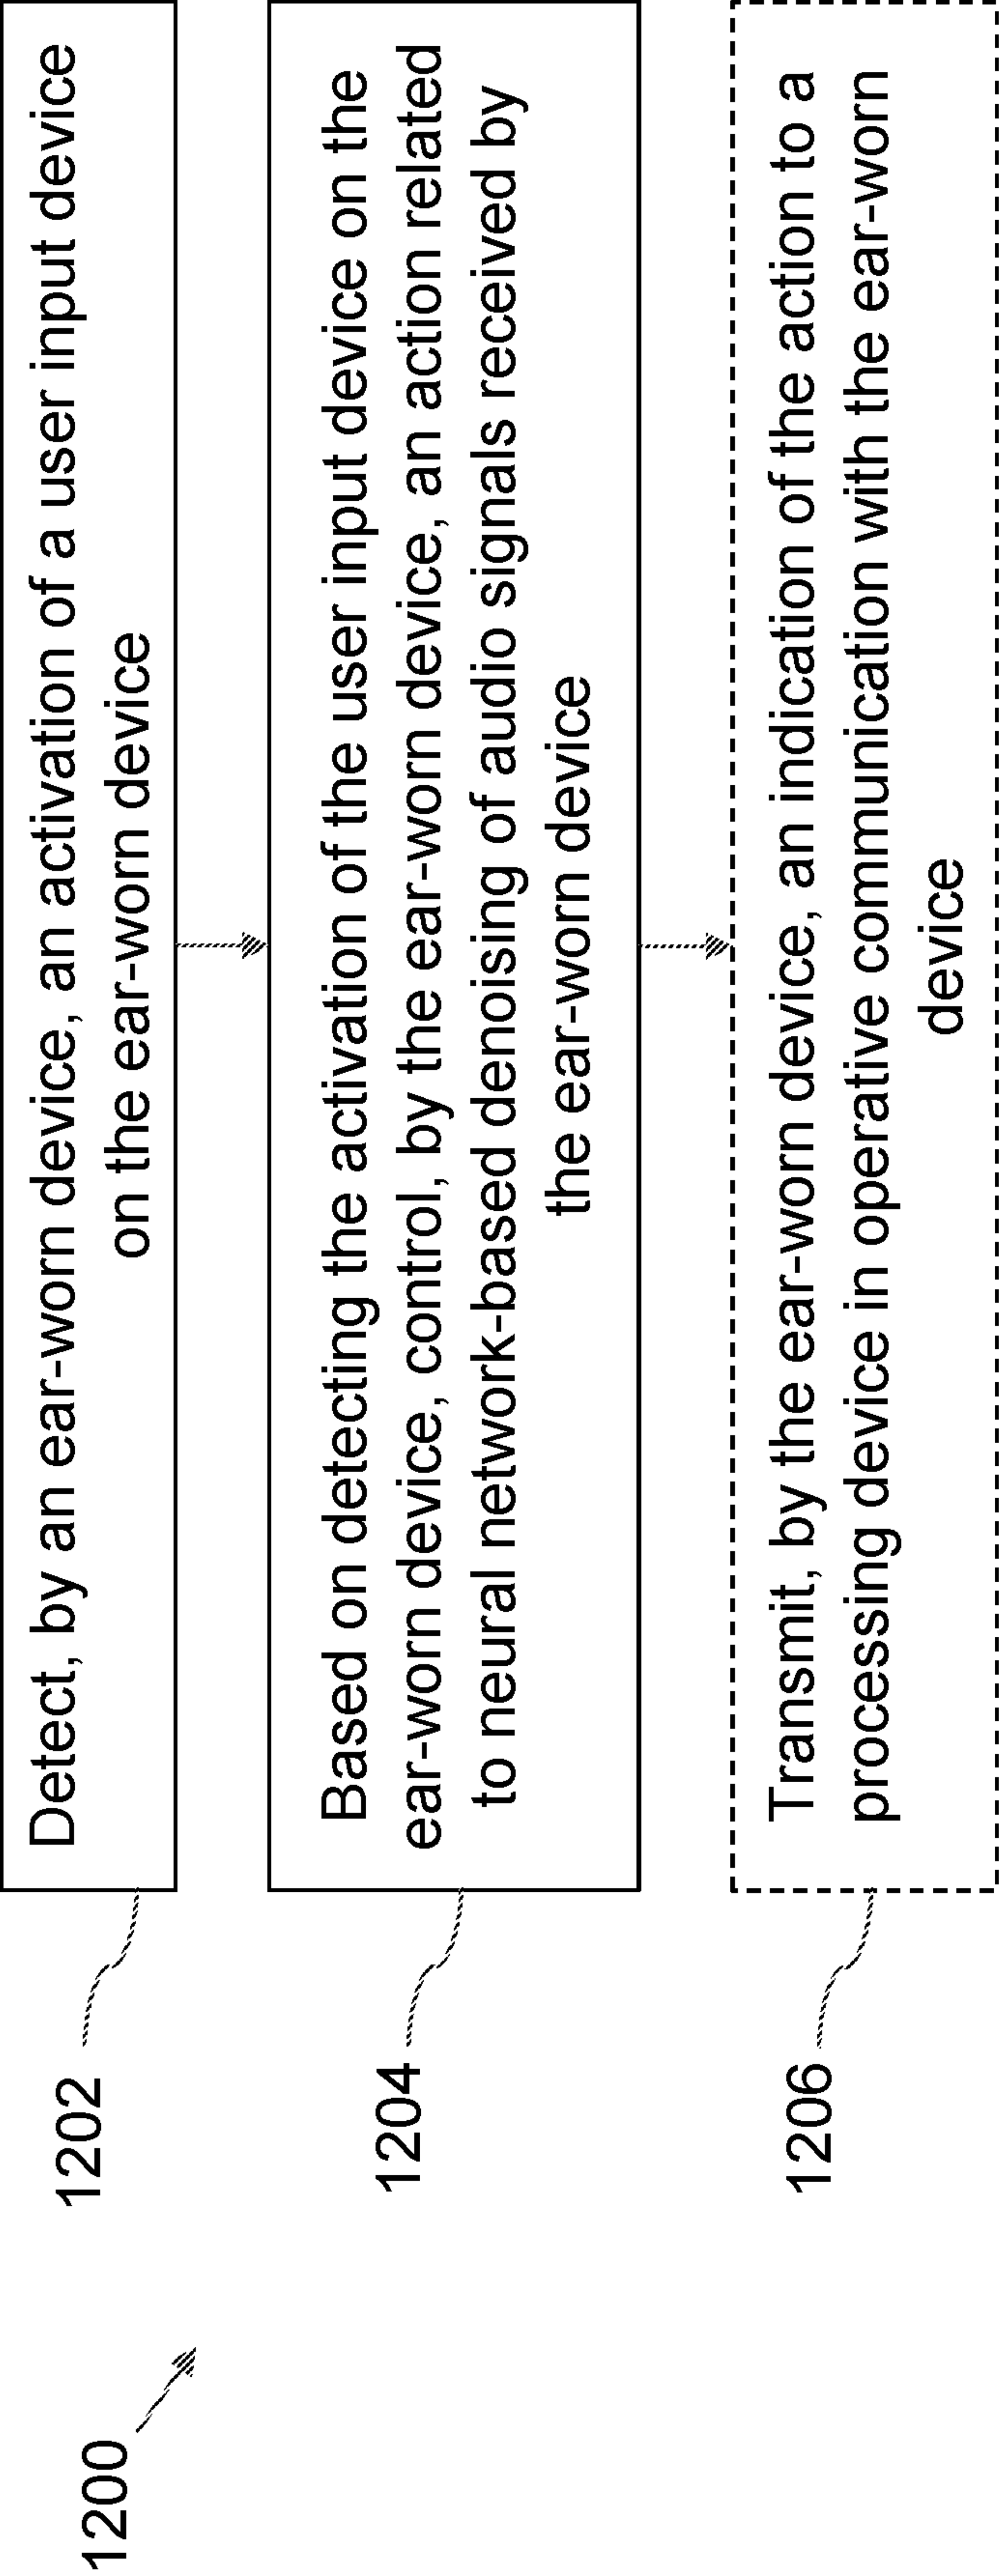 1200
1202
Detect, by an ear-worn device, an activation of a user input device
on the ear-worn device
1204
Based on detecting the activation of the user input device on the
ear-worn device, control, by the ear-worn device, an action related
to neural network-based denoising of audio signals received by
the ear-worn device
1206
Transmit, by the ear-worn device, an indication of the action to a
processing device in operative communication with the ear-worn
device